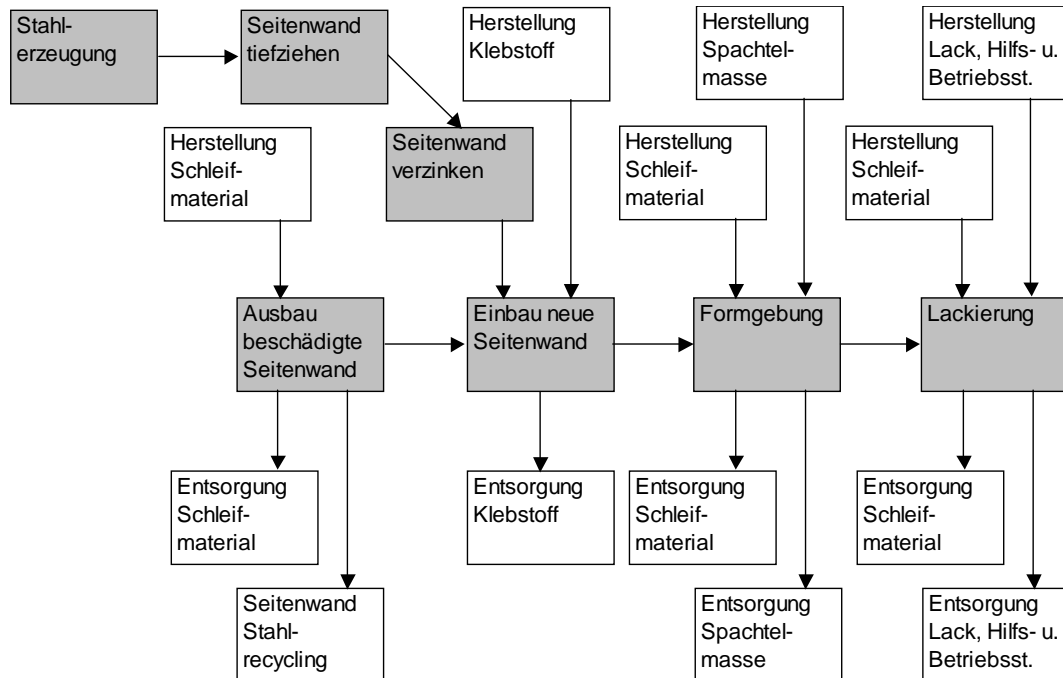 Stahl-
erzeugung
Seitenwand
tiefziehen
Herstellung
Klebstoff
Herstellung
Spachtel-
masse
Herstellung
Lack, Hilfs- u.
Betriebsst.
Herstellung
Schleif-
material
Seitenwand
verzinken
Herstellung
Schleif-
material
Herstellung
Schleif-
material
Ausbau
beschädigte
Seitenwand
Einbau neue
Seitenwand
Formgebung
Lackierung
Entsorgung
Schleif-
material
Entsorgung
Klebstoff
Entsorgung
Schleif-
material
Entsorgung
Schleif-
material
Seitenwand
Stahl-
recycling
Entsorgung
Spachtel-
masse
Entsorgung
Lack, Hilfs- u.
Betriebsst.